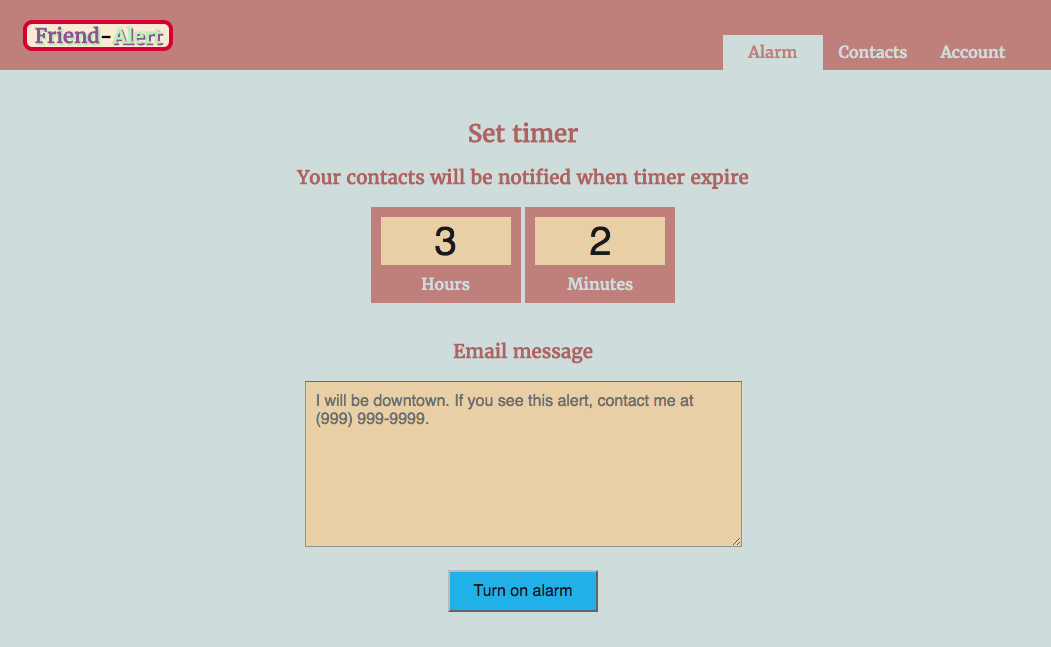 Friend-Alert
Alarm Contacts Account
Set timer
Your contacts will be notified when timer expire
3 2
Hours Minutes
Email message
I will be downtown. If you see this alert, contact me at
(999) 999-9999.
Turn on alarm